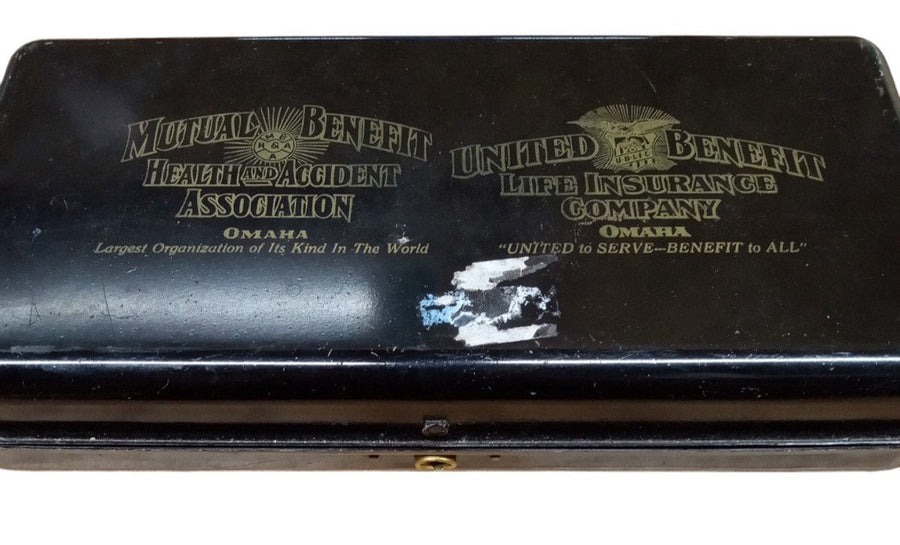 MUTUAL BENEFIT
HEALTH AND ACCIDENT
ASSOCIATION
OMAHA
Largest Organization of Its Kind In The World
UNITED BENEFIT
LIFE INSURANCE
COMPANY
OMAHA
"UNITED to SERVE—BENEFIT to ALL"